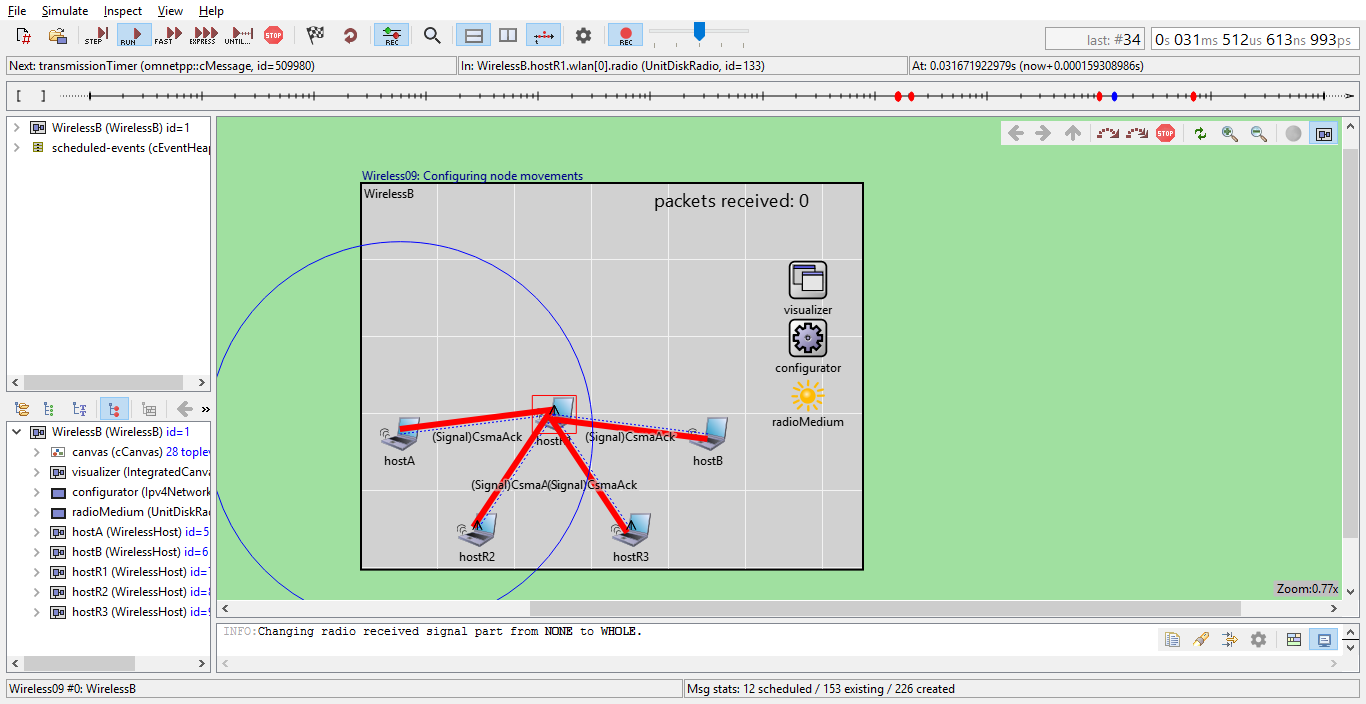 File Simulate Inspect View Help
STEP RUN FAST EXPRESS UNTIL... STOP REC REC last: #34 0s 031ms 512us 613ns 993ps
Next: transmissionTimer (omnetpp::cMessage, id=509980) In: WirelessB.hostR1.wlan[0].radio (UnitDiskRadio, id=133) At: 0.031671922979s (now+0.000159308986s)
[ ]
WirelessB (WirelessB) id=1
scheduled-events (cEventHeap
WirelessB (WirelessB) id=1
canvas (cCanvas) 28 toplev
visualizer (IntegratedCanva
configurator (Ipv4Network
radioMedium (UnitDiskRad
hostA (WirelessHost) id=5
hostB (WirelessHost) id=6
hostR1 (WirelessHost) id=
hostR2 (WirelessHost) id=
hostR3 (WirelessHost) id=
STOP
Wireless09: Configuring node movements
WirelessB
packets received: 0
visualizer
configurator
radioMedium
(Signal)CsmaAck
(Signal)CsmaAck
hostA
hostB
(Signal)CsmaA
(Signal)CsmaAck
hostR2
hostR3
Zoom:0.77x
INFO:Changing radio received signal part from NONE to WHOLE.
Wireless09 #0: WirelessB Msg stats: 12 scheduled / 153 existing / 226 created